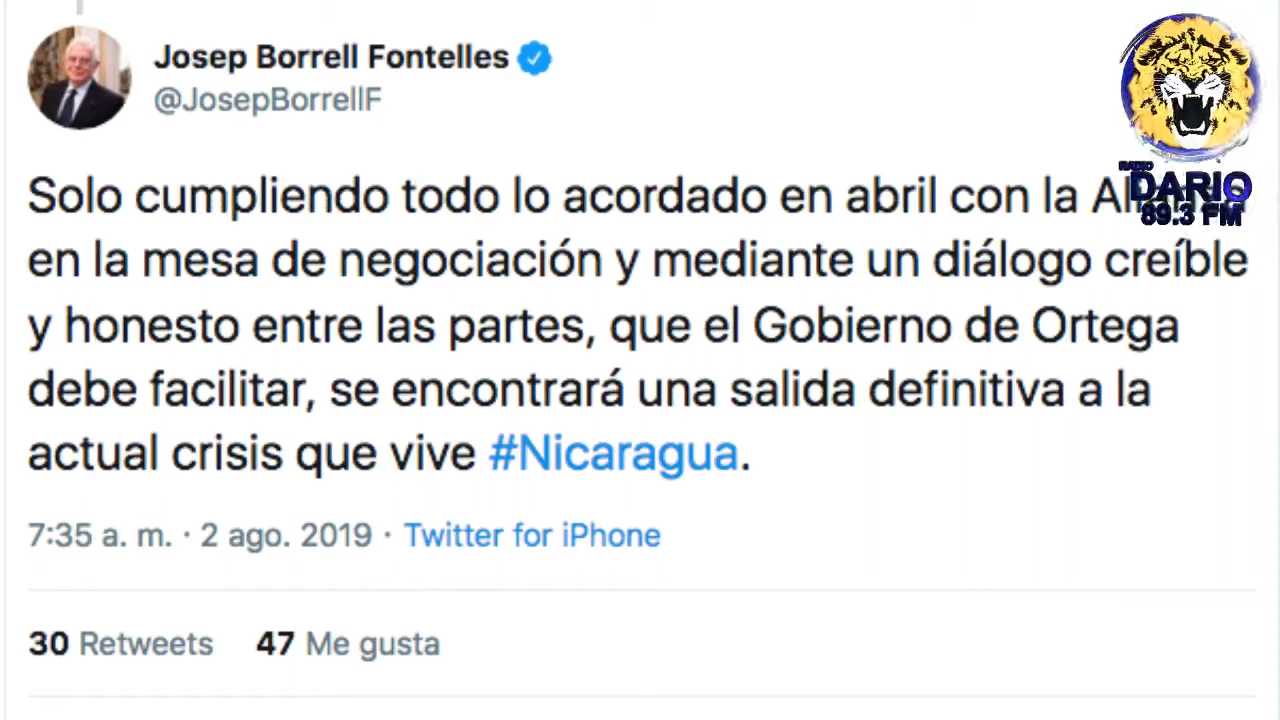 Josep Borrell Fontelles
@JosepBorrellF
RADIO
DARIO
89.3 FM
Solo cumpliendo todo lo acordado en abril con la
en la mesa de negociación y mediante un diálogo creíble
y honesto entre las partes, que el Gobierno de Ortega
debe facilitar, se encontrará una salida definitiva a la
actual crisis que vive #Nicaragua.
7:35 a. m. · 2 ago. 2019 · Twitter for iPhone
30 Retweets 47 Me gusta